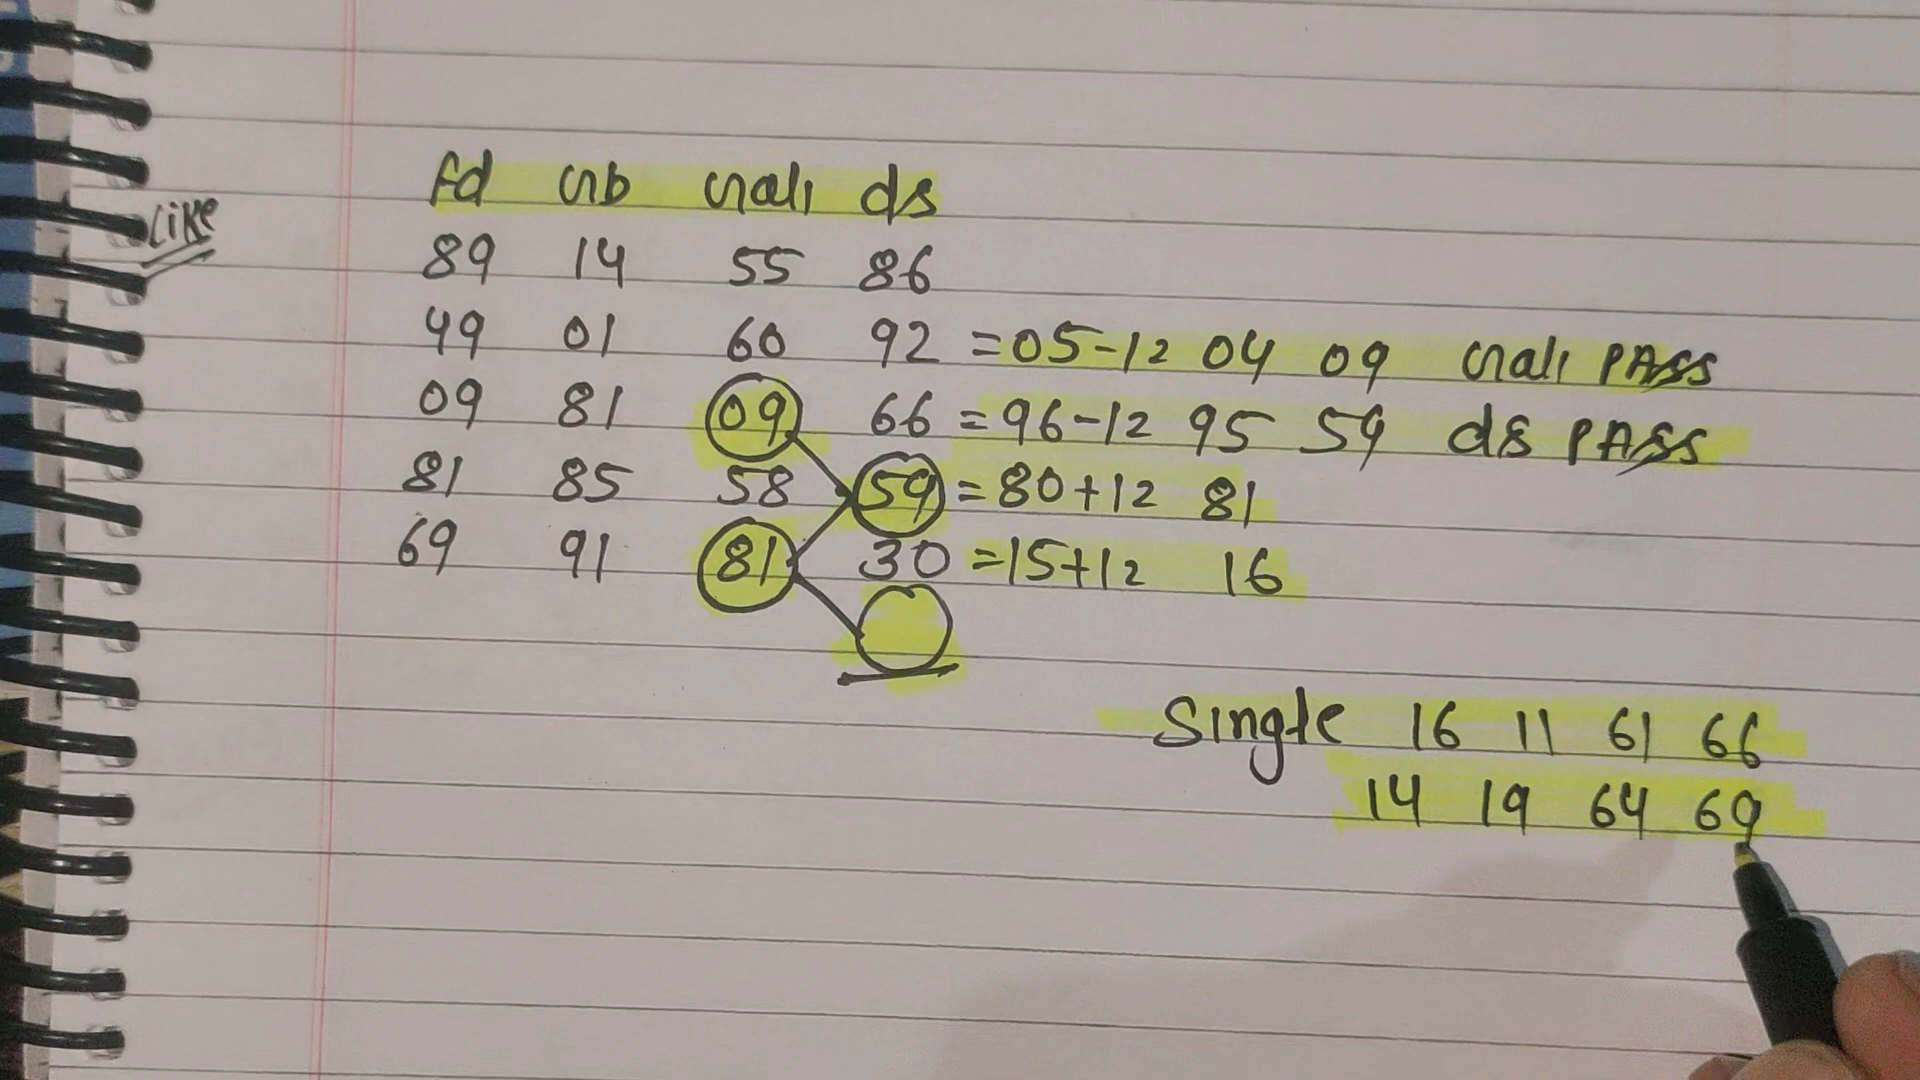 Like
fd GB Gali ds
89 14 55 86
49 01 60 92 =05-12 04 09 Gali PASS
09 81 09 66 =96-12 95 59 ds PASS
81 85 58 59 =80+12 81
69 91 81 30 =15+12 16
Single 16 11 61 66
14 19 64 69